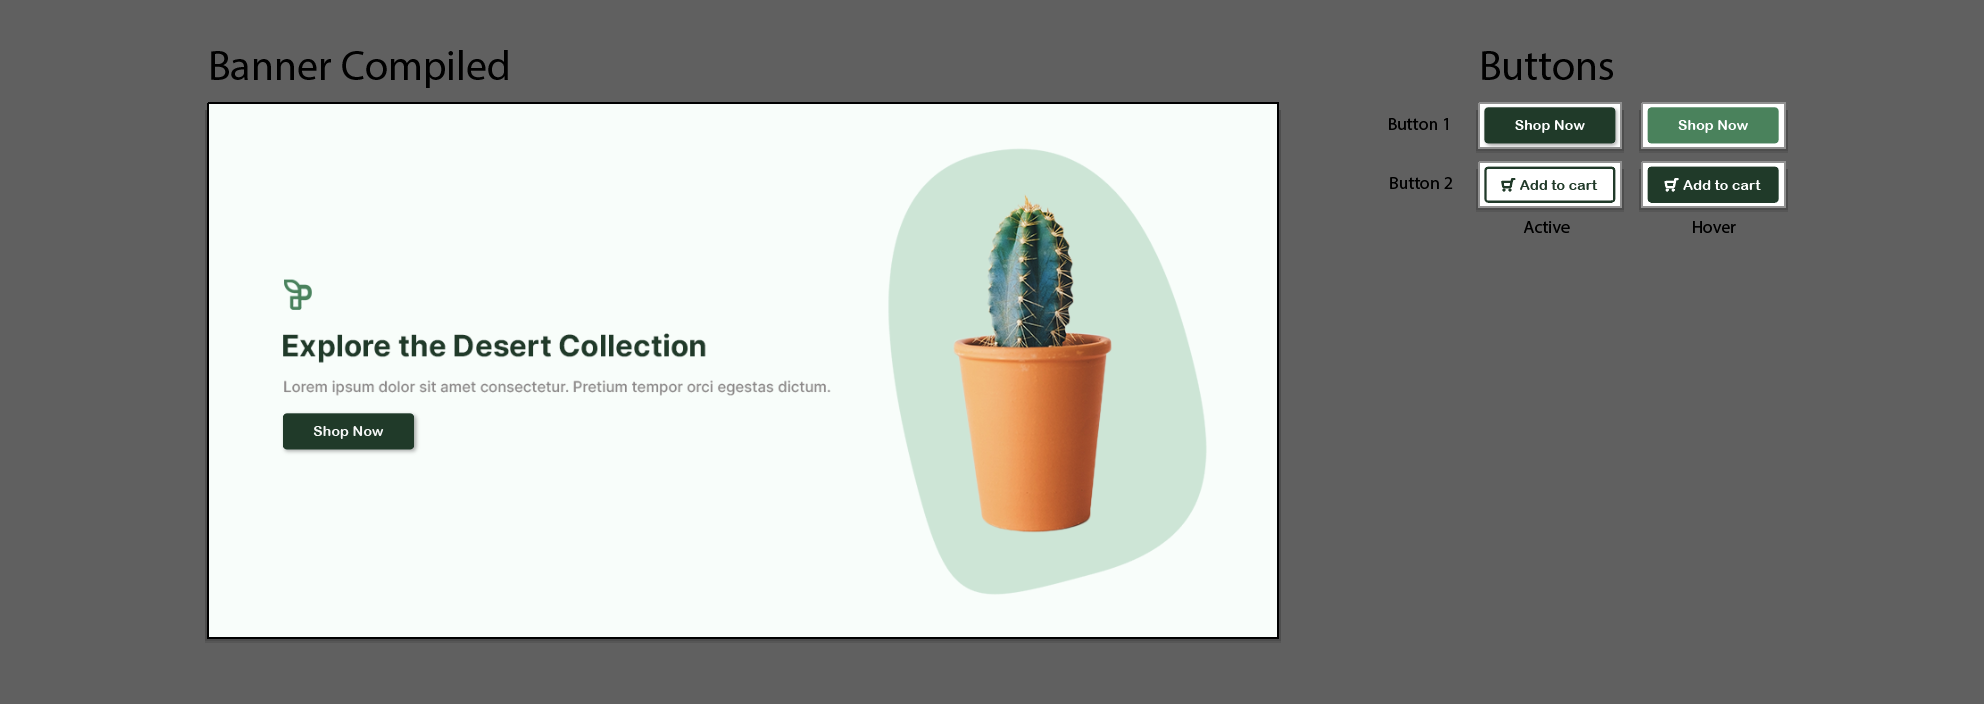 Banner Compiled
Explore the Desert Collection
Lorem ipsum dolor sit amet consectetur. Pretium tempor orci egestas dictum.
Shop Now
Buttons
Button 1
Shop Now
Shop Now
Button 2
Add to cart
Add to cart
Active
Hover